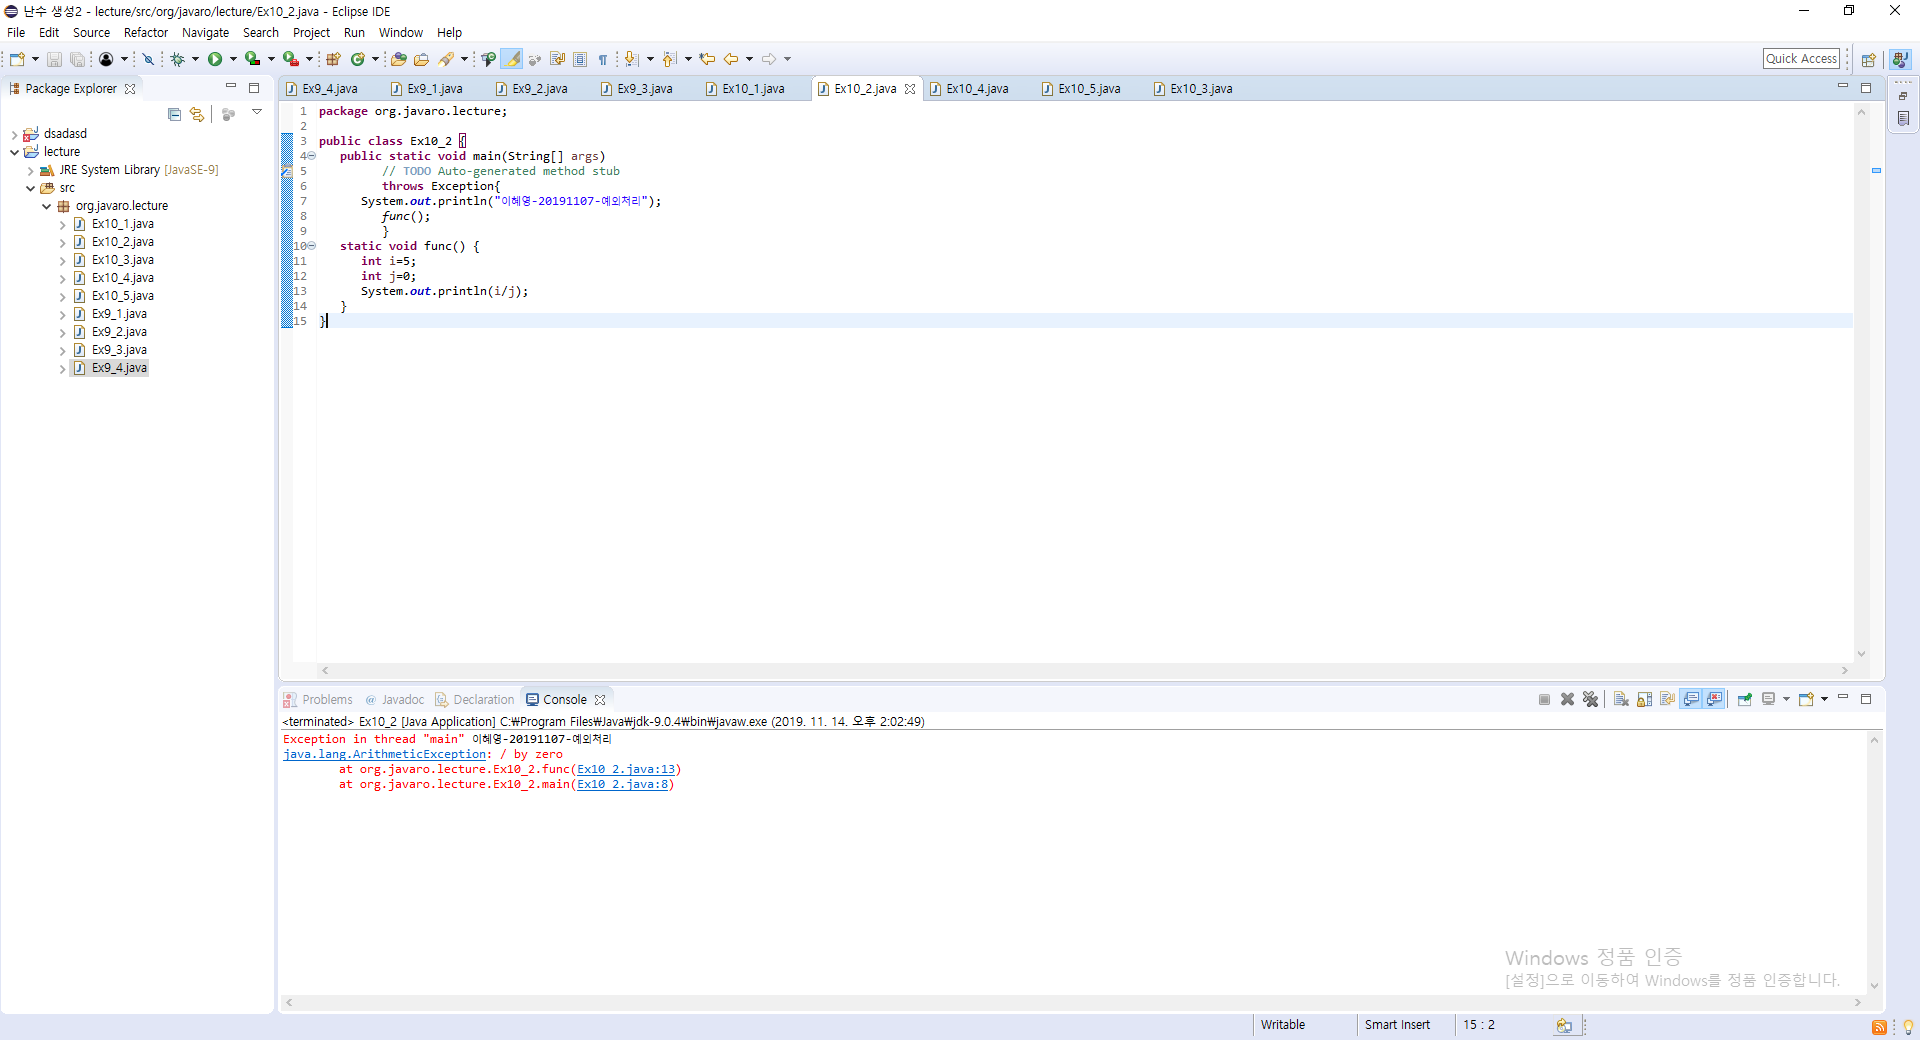 난수 생성2 - lecture/src/org/javaro/lecture/Ex10_2.java - Eclipse IDE
File Edit Source Refactor Navigate Search Project Run Window Help
Quick Access
Package Explorer
dsadasd
lecture
JRE System Library [JavaSE-9]
src
org.javaro.lecture
Ex10_1.java
Ex10_2.java
Ex10_3.java
Ex10_4.java
Ex10_5.java
Ex9_1.java
Ex9_2.java
Ex9_3.java
Ex9_4.java
Ex9_4.java Ex9_1.java Ex9_2.java Ex9_3.java Ex10_1.java Ex10_2.java Ex10_4.java Ex10_5.java Ex10_3.java
1 package org.javaro.lecture;
2
3 public class Ex10_2 {
4 public static void main(String[] args)
5 // TODO Auto-generated method stub
6 throws Exception{
7 System.out.println("이혜영-20191107-예외처리");
8 func();
9 }
10 static void func() {
11 int i=5;
12 int j=0;
13 System.out.println(i/j);
14 }
15 }
Problems @ Javadoc Declaration Console
<terminated> Ex10_2 [Java Application] C:₩Program Files₩Java₩jdk-9.0.4₩bin₩javaw.exe (2019. 11. 14. 오후 2:02:49)
Exception in thread "main" 이혜영-20191107-예외처리
java.lang.ArithmeticException: / by zero
at org.javaro.lecture.Ex10_2.func(Ex10_2.java:13)
at org.javaro.lecture.Ex10_2.main(Ex10_2.java:8)
Windows 정품 인증
[설정]으로 이동하여 Windows를 정품 인증합니다.
Writable Smart Insert 15 : 2